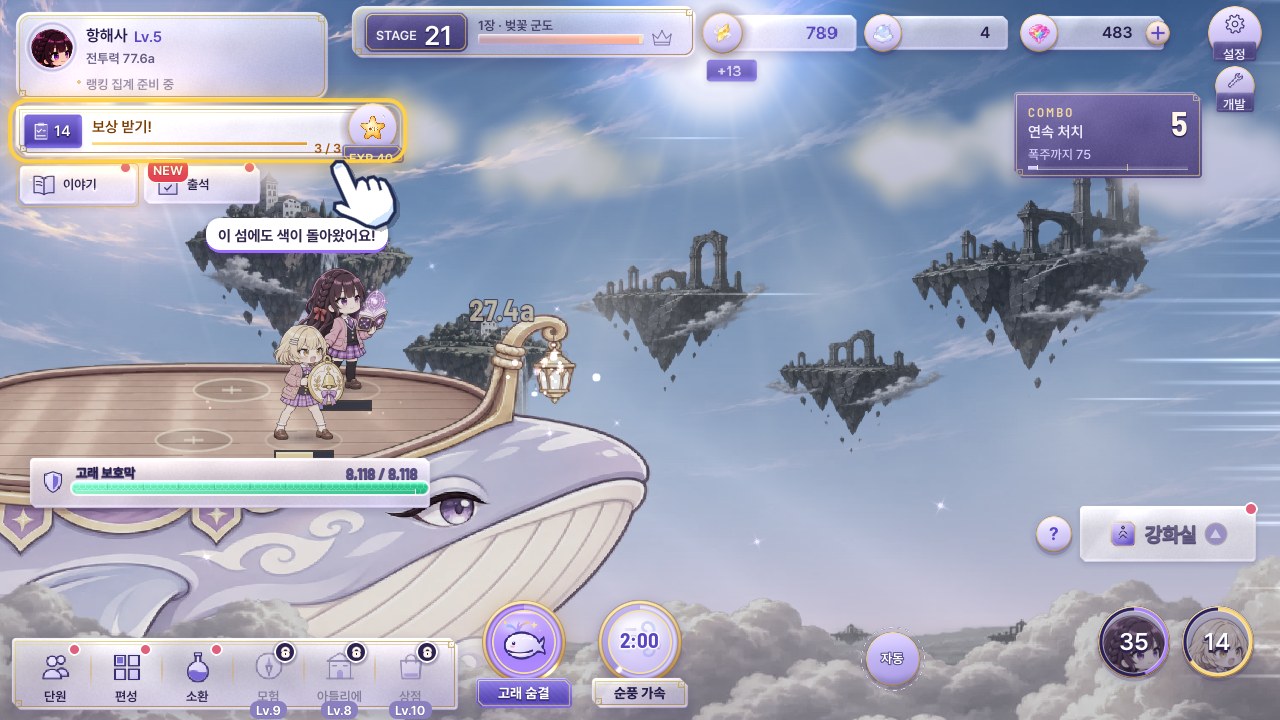 항해사 Lv.5
전투력 77.6a
랭킹 집계 준비 중
STAGE 21
1장 · 벚꽃 군도
789
+13
4
483
설정
개발
14
보상 받기!
3 / 3
EXP 40
이야기
NEW
출석
COMBO
연속 처치
5
폭주까지 75
이 섬에도 색이 돌아왔어요!
27.4a
고래 보호막
8,118 / 8,118
?
강화실
단원
편성
소환
모험
Lv.9
아틀리에
Lv.8
상점
Lv.10
고래 숨결
2:00
순풍 가속
자동
35
14